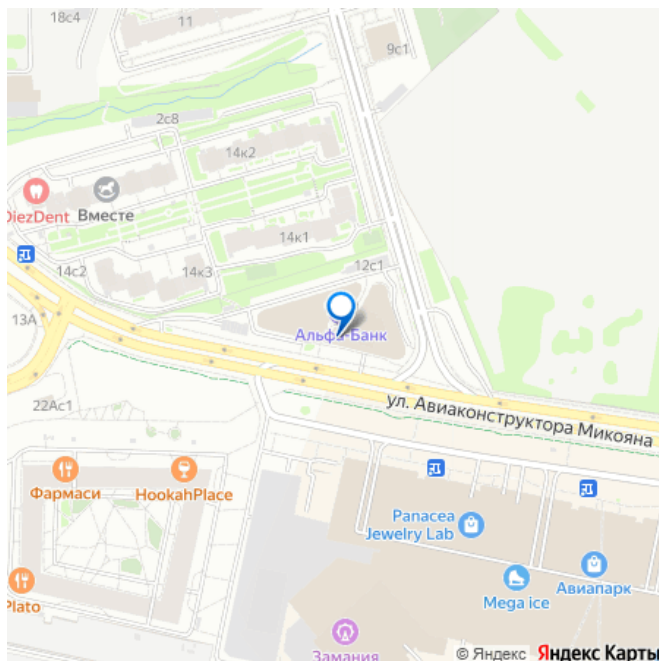 18с4
11
9с1
2с8
14к2
DiezDent
Вместе
14к1
14с2
14к3
12с1
13А
Альфа-Банк
ул. Авиаконструктора Микояна
22Ас1
Фармаси
HookahPlace
Panacea
Jewelry Lab
Plato
Mega ice
Авиапарк
Замания
© Яндекс Яндекс Карты